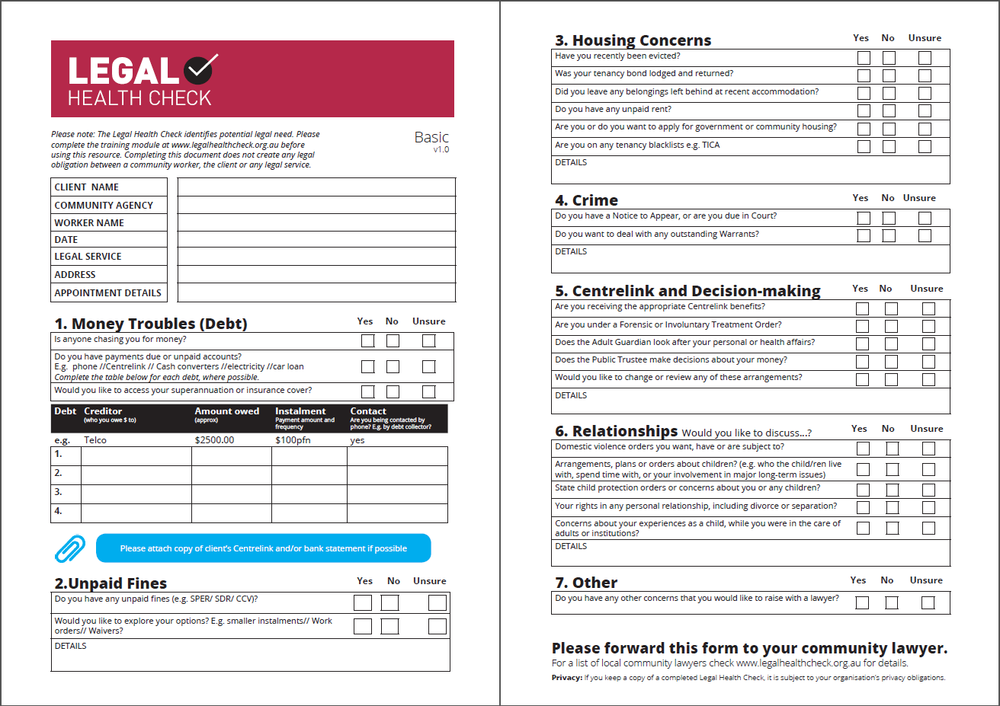 LEGAL
HEALTH CHECK
Please note: The Legal Health Check identifies potential legal need. Please
complete the training module at www.legalhealthcheck.org.au before
using this resource. Completing this document does not create any legal
obligation between a community worker, the client or any legal service.
Basic
v1.0
CLIENT NAME
COMMUNITY AGENCY
WORKER NAME
DATE
LEGAL SERVICE
ADDRESS
APPOINTMENT DETAILS
1. Money Troubles (Debt) Yes No Unsure
Is anyone chasing you for money?
Do you have payments due or unpaid accounts?
E.g. phone //Centrelink // Cash converters //electricity //car loan
Complete the table below for each debt, where possible.
Would you like to access your superannuation or insurance cover?
Debt Creditor Amount owed Instalment Contact
(who you owe $ to) (approx) Payment amount and Are you being contacted by
frequency phone? E.g. by debt collector?
e.g. Telco $2500.00 $100pfn yes
1.
2.
3.
4.
Please attach copy of client's Centrelink and/or bank statement if possible
2.Unpaid Fines Yes No Unsure
Do you have any unpaid fines (e.g. SPER/ SDR/ CCV)?
Would you like to explore your options? E.g. smaller instalments// Work
orders// Waivers?
DETAILS
3. Housing Concerns Yes No Unsure
Have you recently been evicted?
Was your tenancy bond lodged and returned?
Did you leave any belongings left behind at recent accommodation?
Do you have any unpaid rent?
Are you or do you want to apply for government or community housing?
Are you on any tenancy blacklists e.g. TICA
DETAILS
4. Crime Yes No Unsure
Do you have a Notice to Appear, or are you due in Court?
Do you want to deal with any outstanding Warrants?
DETAILS
5. Centrelink and Decision-making Yes No Unsure
Are you receiving the appropriate Centrelink benefits?
Are you under a Forensic or Involuntary Treatment Order?
Does the Adult Guardian look after your personal or health affairs?
Does the Public Trustee make decisions about your money?
Would you like to change or review any of these arrangements?
DETAILS
6. Relationships Would you like to discuss...? Yes No Unsure
Domestic violence orders you want, have or are subject to?
Arrangements, plans or orders about children? (e.g. who the child/ren live
with, spend time with, or your involvement in major long-term issues)
State child protection orders or concerns about you or any children?
Your rights in any personal relationship, including divorce or separation?
Concerns about your experiences as a child, while you were in the care of
adults or institutions?
DETAILS
7. Other Yes No Unsure
Do you have any other concerns that you would like to raise with a lawyer?
Please forward this form to your community lawyer.
For a list of local community lawyers check www.legalhealthcheck.org.au for details.
Privacy: If you keep a copy of a completed Legal Health Check, it is subject to your organisation's privacy obligations.